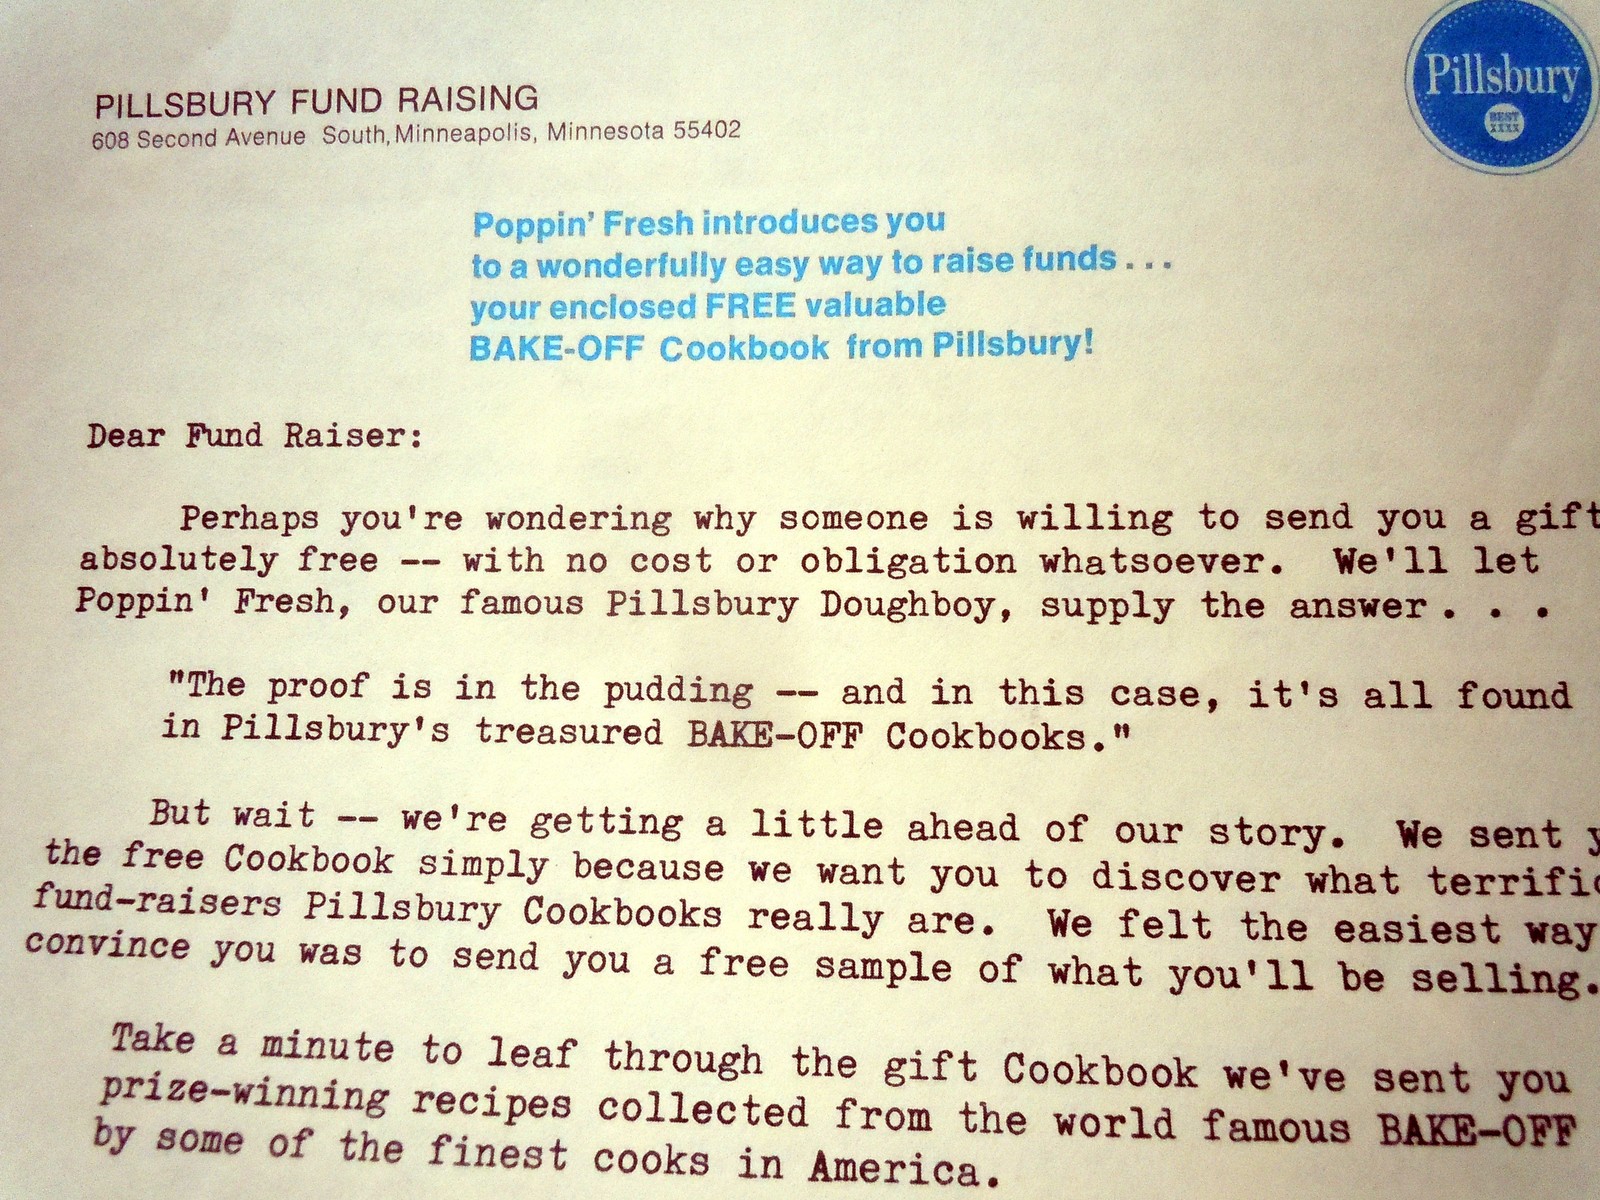 Pillsbury
BEST
XXXX
PILLSBURY FUND RAISING
608 Second Avenue South, Minneapolis, Minnesota 55402
Poppin' Fresh introduces you
to a wonderfully easy way to raise funds . . .
your enclosed FREE valuable
BAKE-OFF Cookbook from Pillsbury!
Dear Fund Raiser:
Perhaps you're wondering why someone is willing to send you a gift
absolutely free -- with no cost or obligation whatsoever. We'll let
Poppin' Fresh, our famous Pillsbury Doughboy, supply the answer . . .
"The proof is in the pudding -- and in this case, it's all found
in Pillsbury's treasured BAKE-OFF Cookbooks."
But wait -- we're getting a little ahead of our story. We sent
the free Cookbook simply because we want you to discover what terrific
fund-raisers Pillsbury Cookbooks really are. We felt the easiest way
convince you was to send you a free sample of what you'll be selling.
Take a minute to leaf through the gift Cookbook we've sent you
prize-winning recipes collected from the world famous BAKE-OFF
by some of the finest cooks in America.